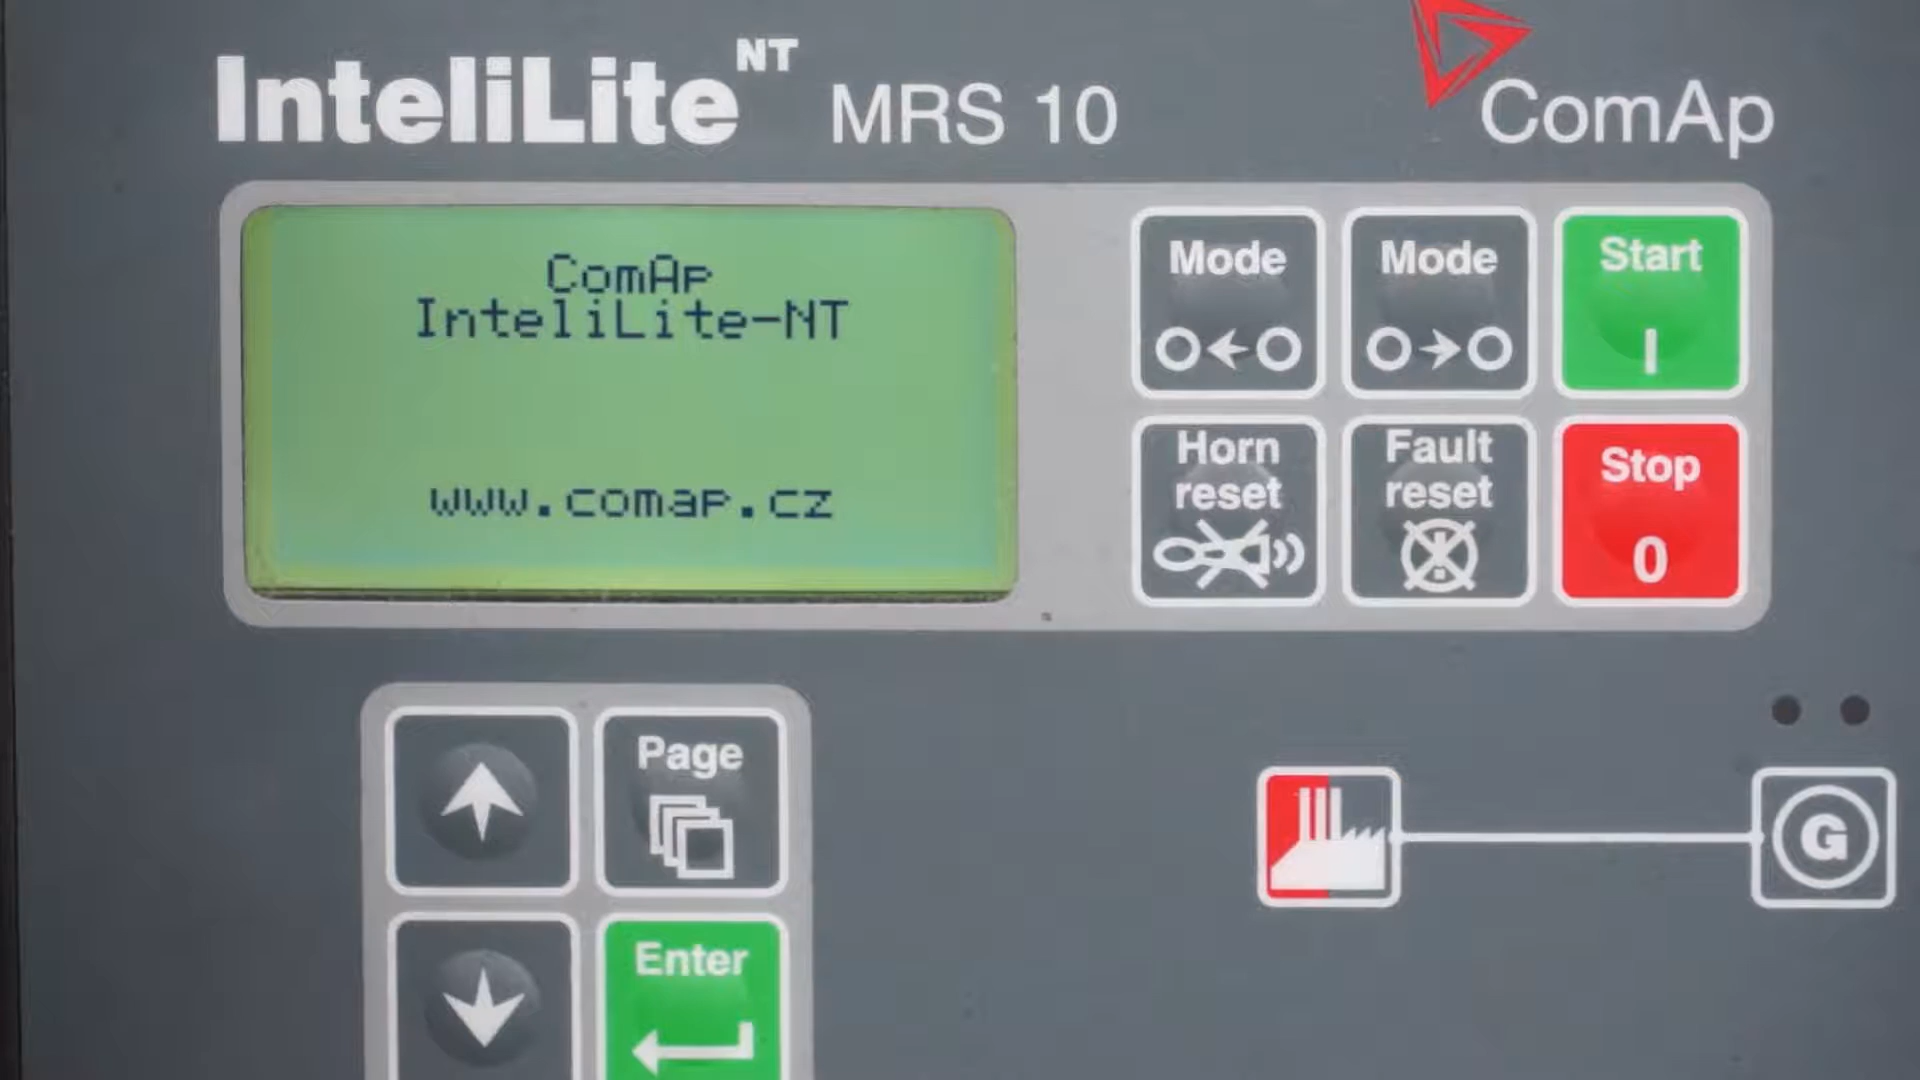 InteliLite NT MRS 10
ComAp
ComAp
InteliLite-NT
www.comap.cz
Mode
Mode
Start
I
Horn
reset
Fault
reset
Stop
0
Page
Enter
G